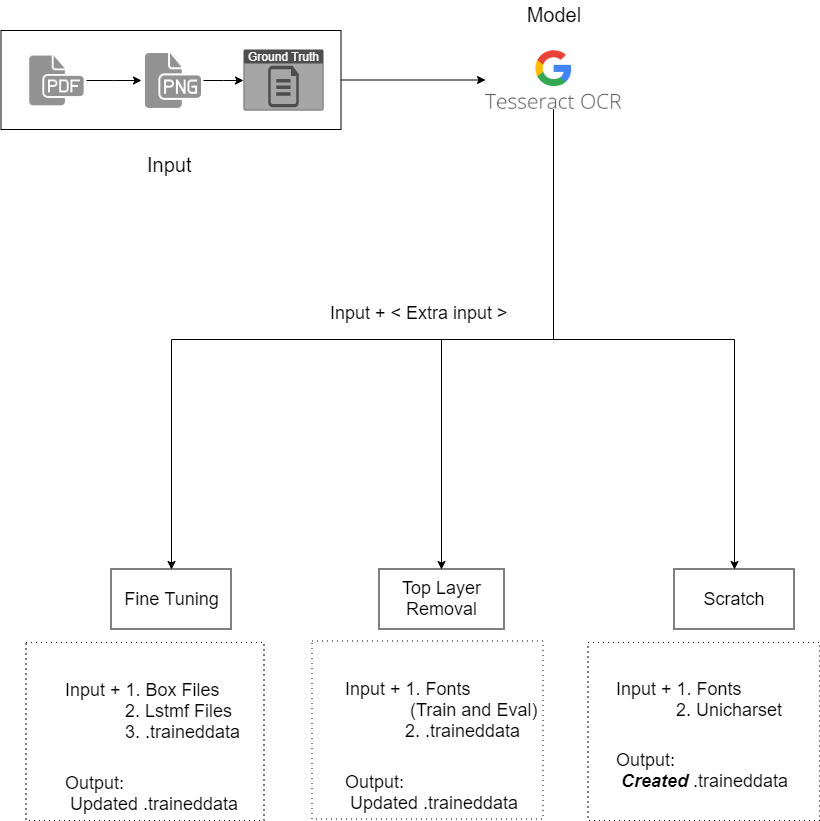 Model
Ground Truth
PDF
PNG
Tesseract OCR
Input
Input + < Extra input >
Fine Tuning
Top Layer
Removal
Scratch
Input + 1. Box Files
2. Lstmf Files
3. .traineddata
Output:
Updated .traineddata
Input + 1. Fonts
(Train and Eval)
2. .traineddata
Output:
Updated .traineddata
Input + 1. Fonts
2. Unicharset
Output:
Created .traineddata